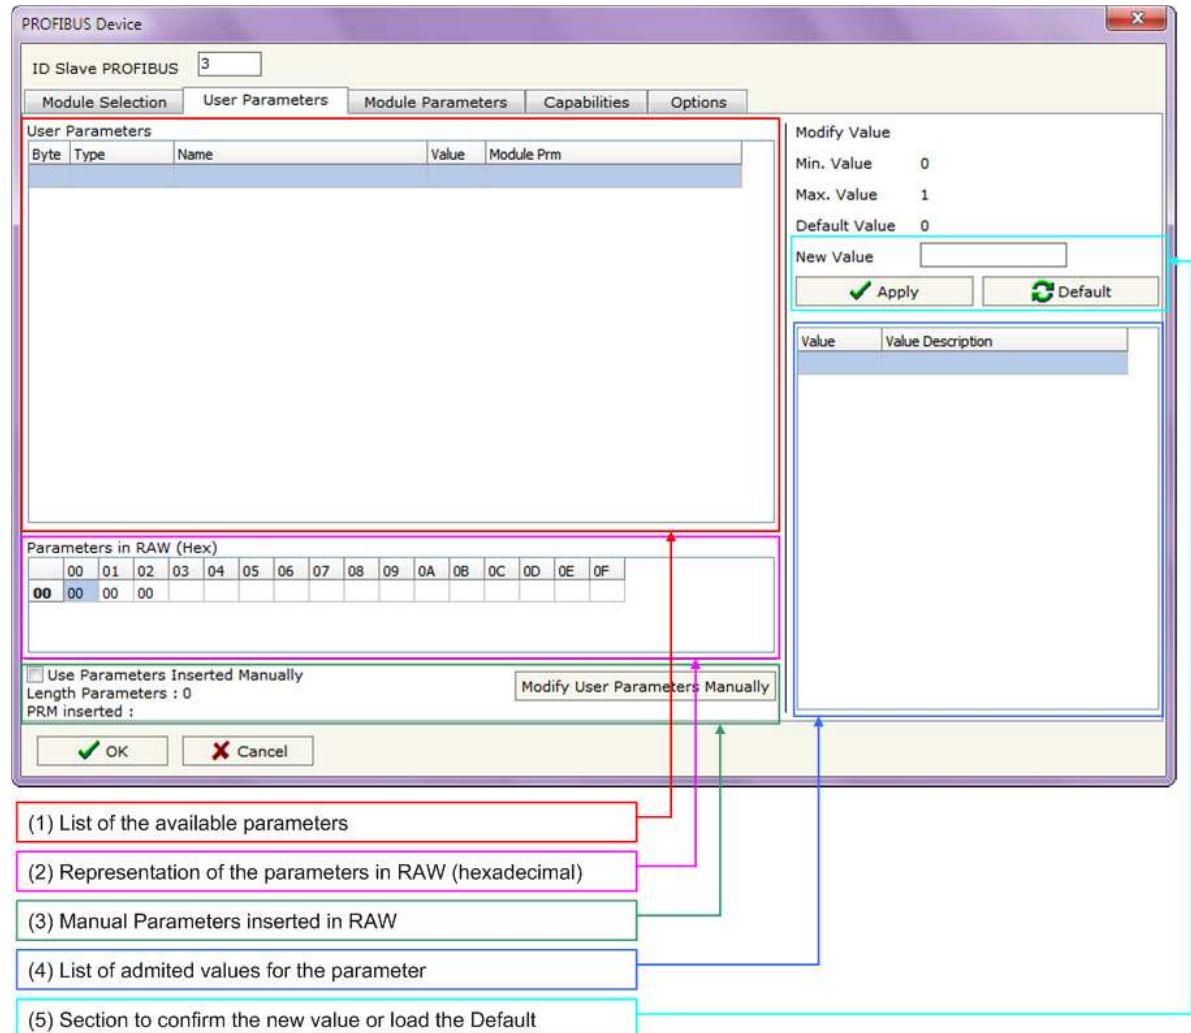 PROFIBUS Device
ID Slave PROFIBUS 3
Module Selection User Parameters Module Parameters Capabilities Options
User Parameters
Byte Type Name Value Module Prm
Modify Value
Min. Value 0
Max. Value 1
Default Value 0
New Value
Apply Default
Value Value Description
Parameters in RAW (Hex)
00 01 02 03 04 05 06 07 08 09 0A 0B 0C 0D 0E 0F
00 00 00 00
Use Parameters Inserted Manually
Length Parameters : 0
PRM inserted :
Modify User Parameters Manually
OK Cancel
(1) List of the available parameters
(2) Representation of the parameters in RAW (hexadecimal)
(3) Manual Parameters inserted in RAW
(4) List of admited values for the parameter
(5) Section to confirm the new value or load the Default